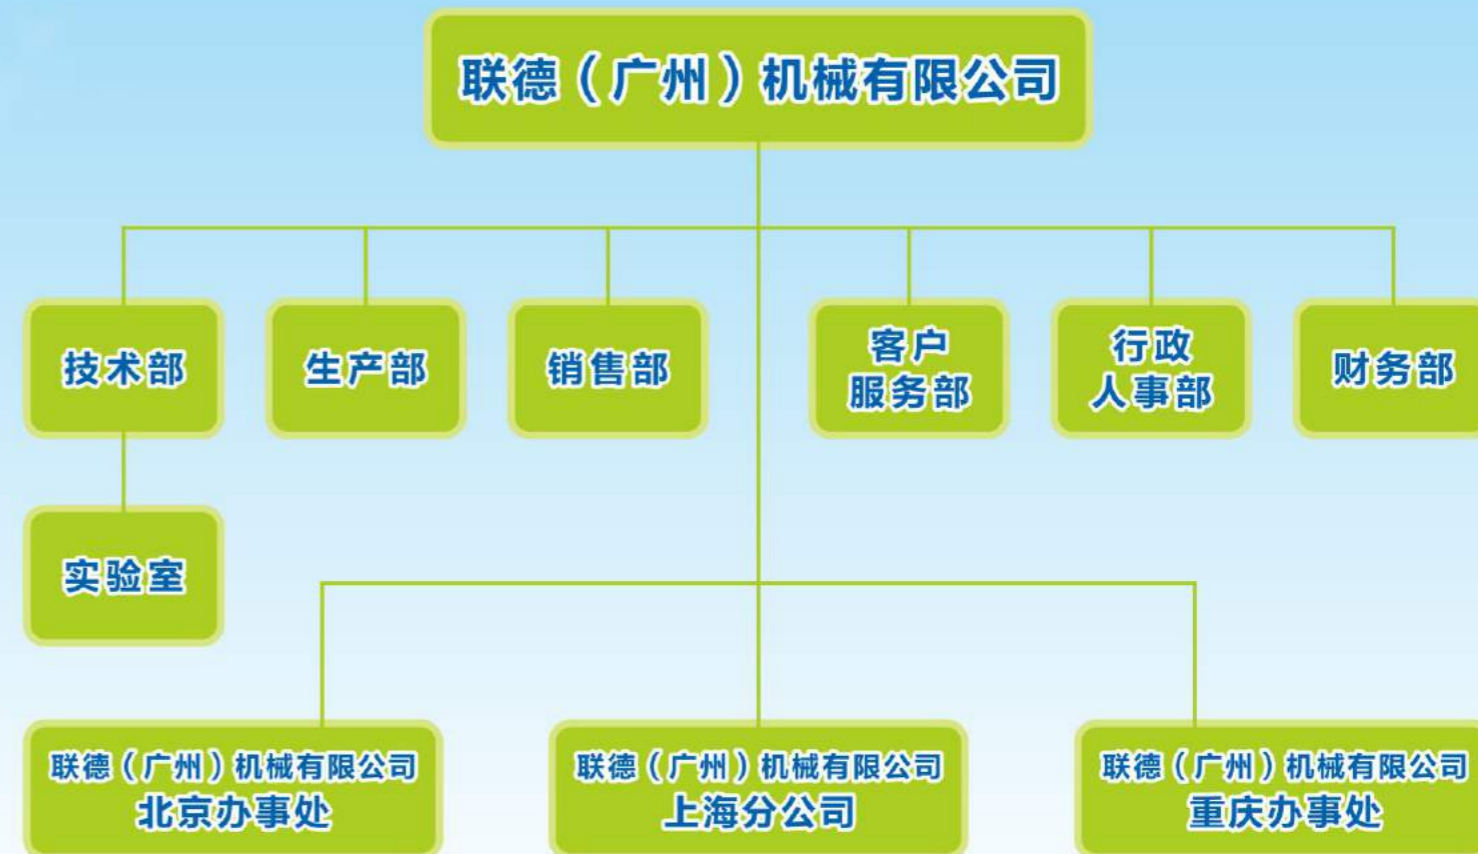 联德（广州）机械有限公司
技术部
生产部
销售部
客户
服务部
行政
人事部
财务部
实验室
联德（广州）机械有限公司
北京办事处
联德（广州）机械有限公司
上海分公司
联德（广州）机械有限公司
重庆办事处